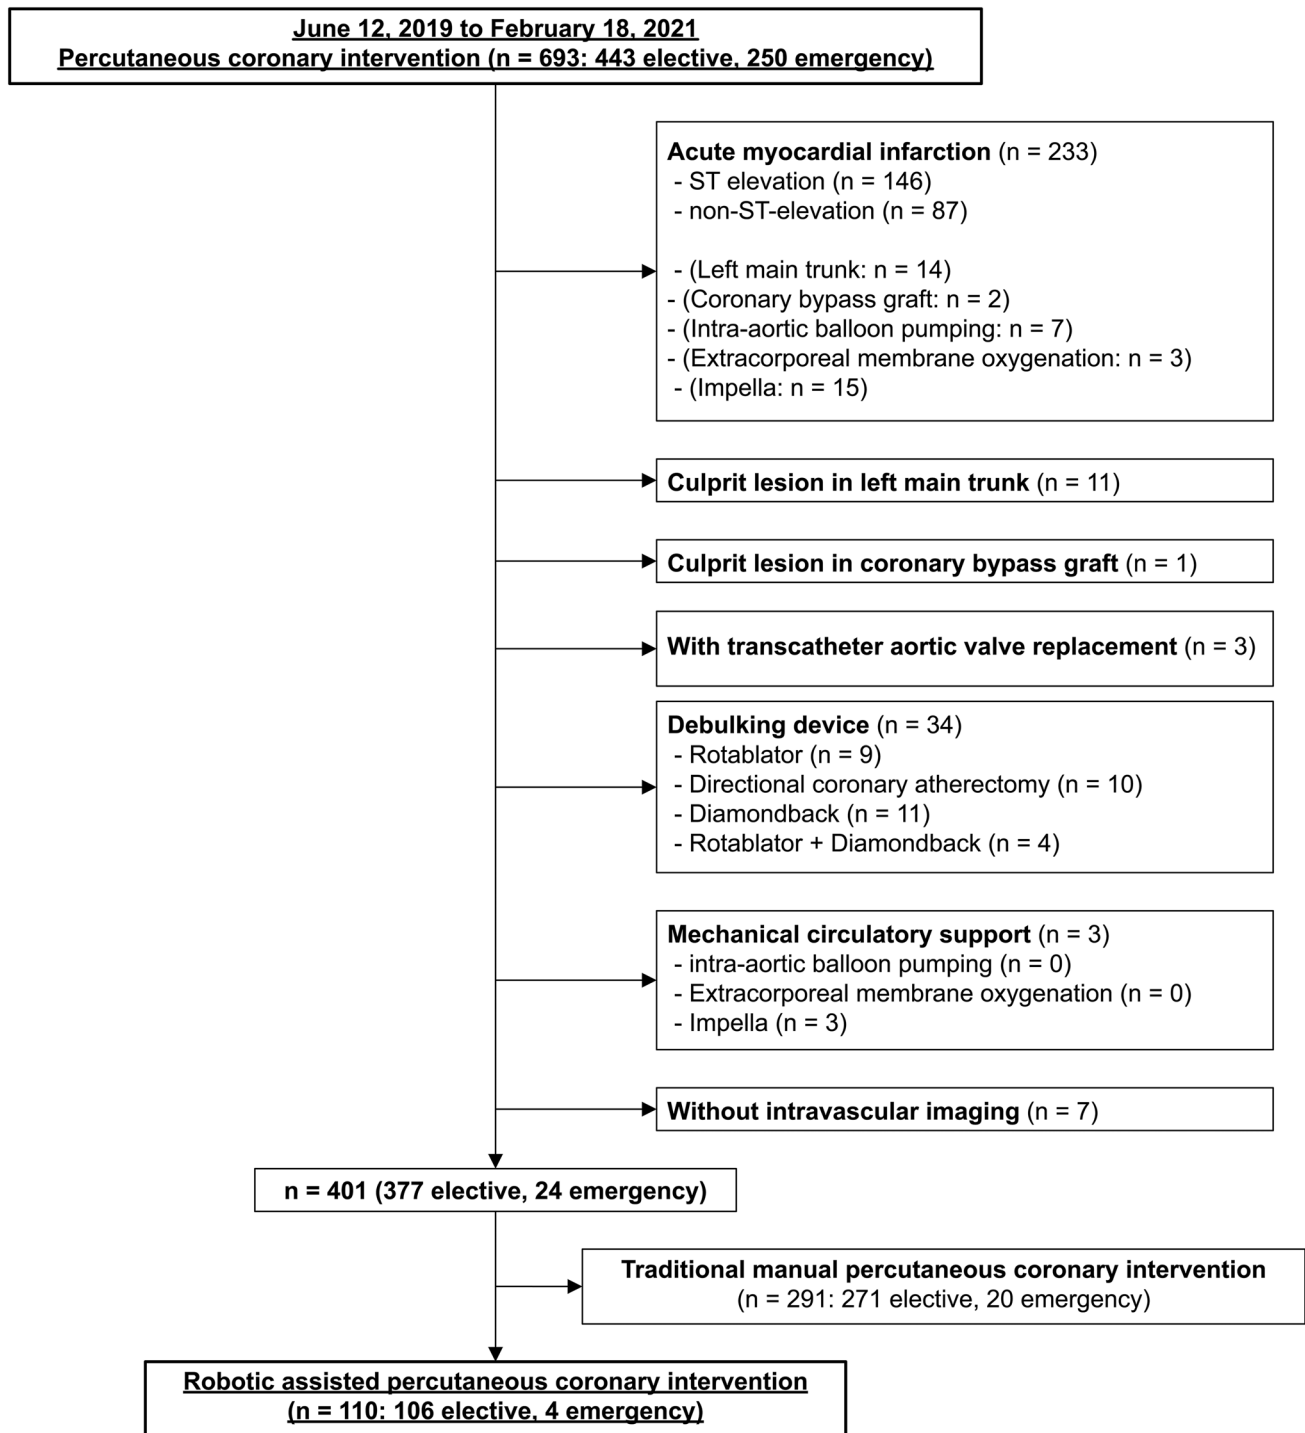 June 12, 2019 to February 18, 2021
Percutaneous coronary intervention (n = 693: 443 elective, 250 emergency)
Acute myocardial infarction (n = 233)
- ST elevation (n = 146)
- non-ST-elevation (n = 87)
- (Left main trunk: n = 14)
- (Coronary bypass graft: n = 2)
- (Intra-aortic balloon pumping: n = 7)
- (Extracorporeal membrane oxygenation: n = 3)
- (Impella: n = 15)
Culprit lesion in left main trunk (n = 11)
Culprit lesion in coronary bypass graft (n = 1)
With transcatheter aortic valve replacement (n = 3)
Debulking device (n = 34)
- Rotablator (n = 9)
- Directional coronary atherectomy (n = 10)
- Diamondback (n = 11)
- Rotablator + Diamondback (n = 4)
Mechanical circulatory support (n = 3)
- intra-aortic balloon pumping (n = 0)
- Extracorporeal membrane oxygenation (n = 0)
- Impella (n = 3)
Without intravascular imaging (n = 7)
n = 401 (377 elective, 24 emergency)
Traditional manual percutaneous coronary intervention
(n = 291: 271 elective, 20 emergency)
Robotic assisted percutaneous coronary intervention
(n = 110: 106 elective, 4 emergency)